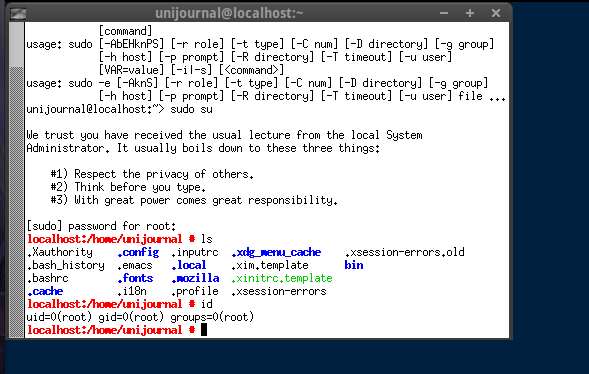 unijournal@localhost:~
[command]
usage: sudo [-AbEHknPS] [-r role] [-t type] [-C num] [-D directory] [-g group]
[-h host] [-p prompt] [-R directory] [-T timeout] [-u user]
[VAR=value] [-i|-s] [<command>]
usage: sudo -e [-AknS] [-r role] [-t type] [-C num] [-D directory] [-g group]
[-h host] [-p prompt] [-R directory] [-T timeout] [-u user] file ...
unijournal@localhost:~> sudo su
We trust you have received the usual lecture from the local System
Administrator. It usually boils down to these three things:
#1) Respect the privacy of others.
#2) Think before you type.
#3) With great power comes great responsibility.
[sudo] password for root:
localhost:/home/unijournal # ls
.Xauthority .config .inputrc .xdg_menu_cache .xsession-errors.old
.bash_history .emacs .local .xim.template bin
.bashrc .fonts .mozilla .xinitrc.template
.cache .i18n .profile .xsession-errors
localhost:/home/unijournal # id
uid=0(root) gid=0(root) groups=0(root)
localhost:/home/unijournal #